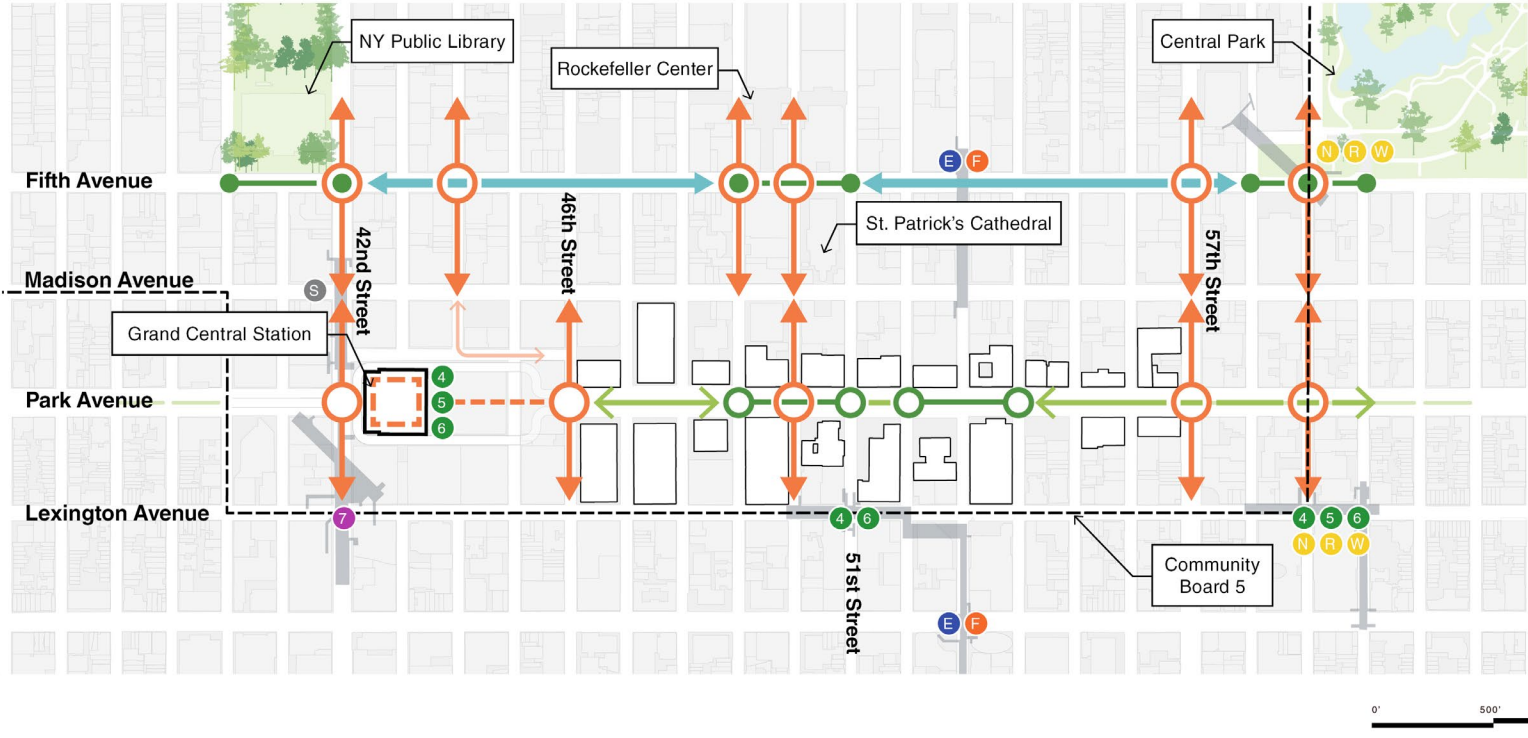 NY Public Library
Rockefeller Center
Central Park
E F
N R W
Fifth Avenue
46th Street
St. Patrick's Cathedral
42nd Street
57th Street
Madison Avenue
S
Grand Central Station
4
5
6
Park Avenue
Lexington Avenue
7
4 6
4 5 6
N R W
51st Street
Community
Board 5
E F
0' 500'